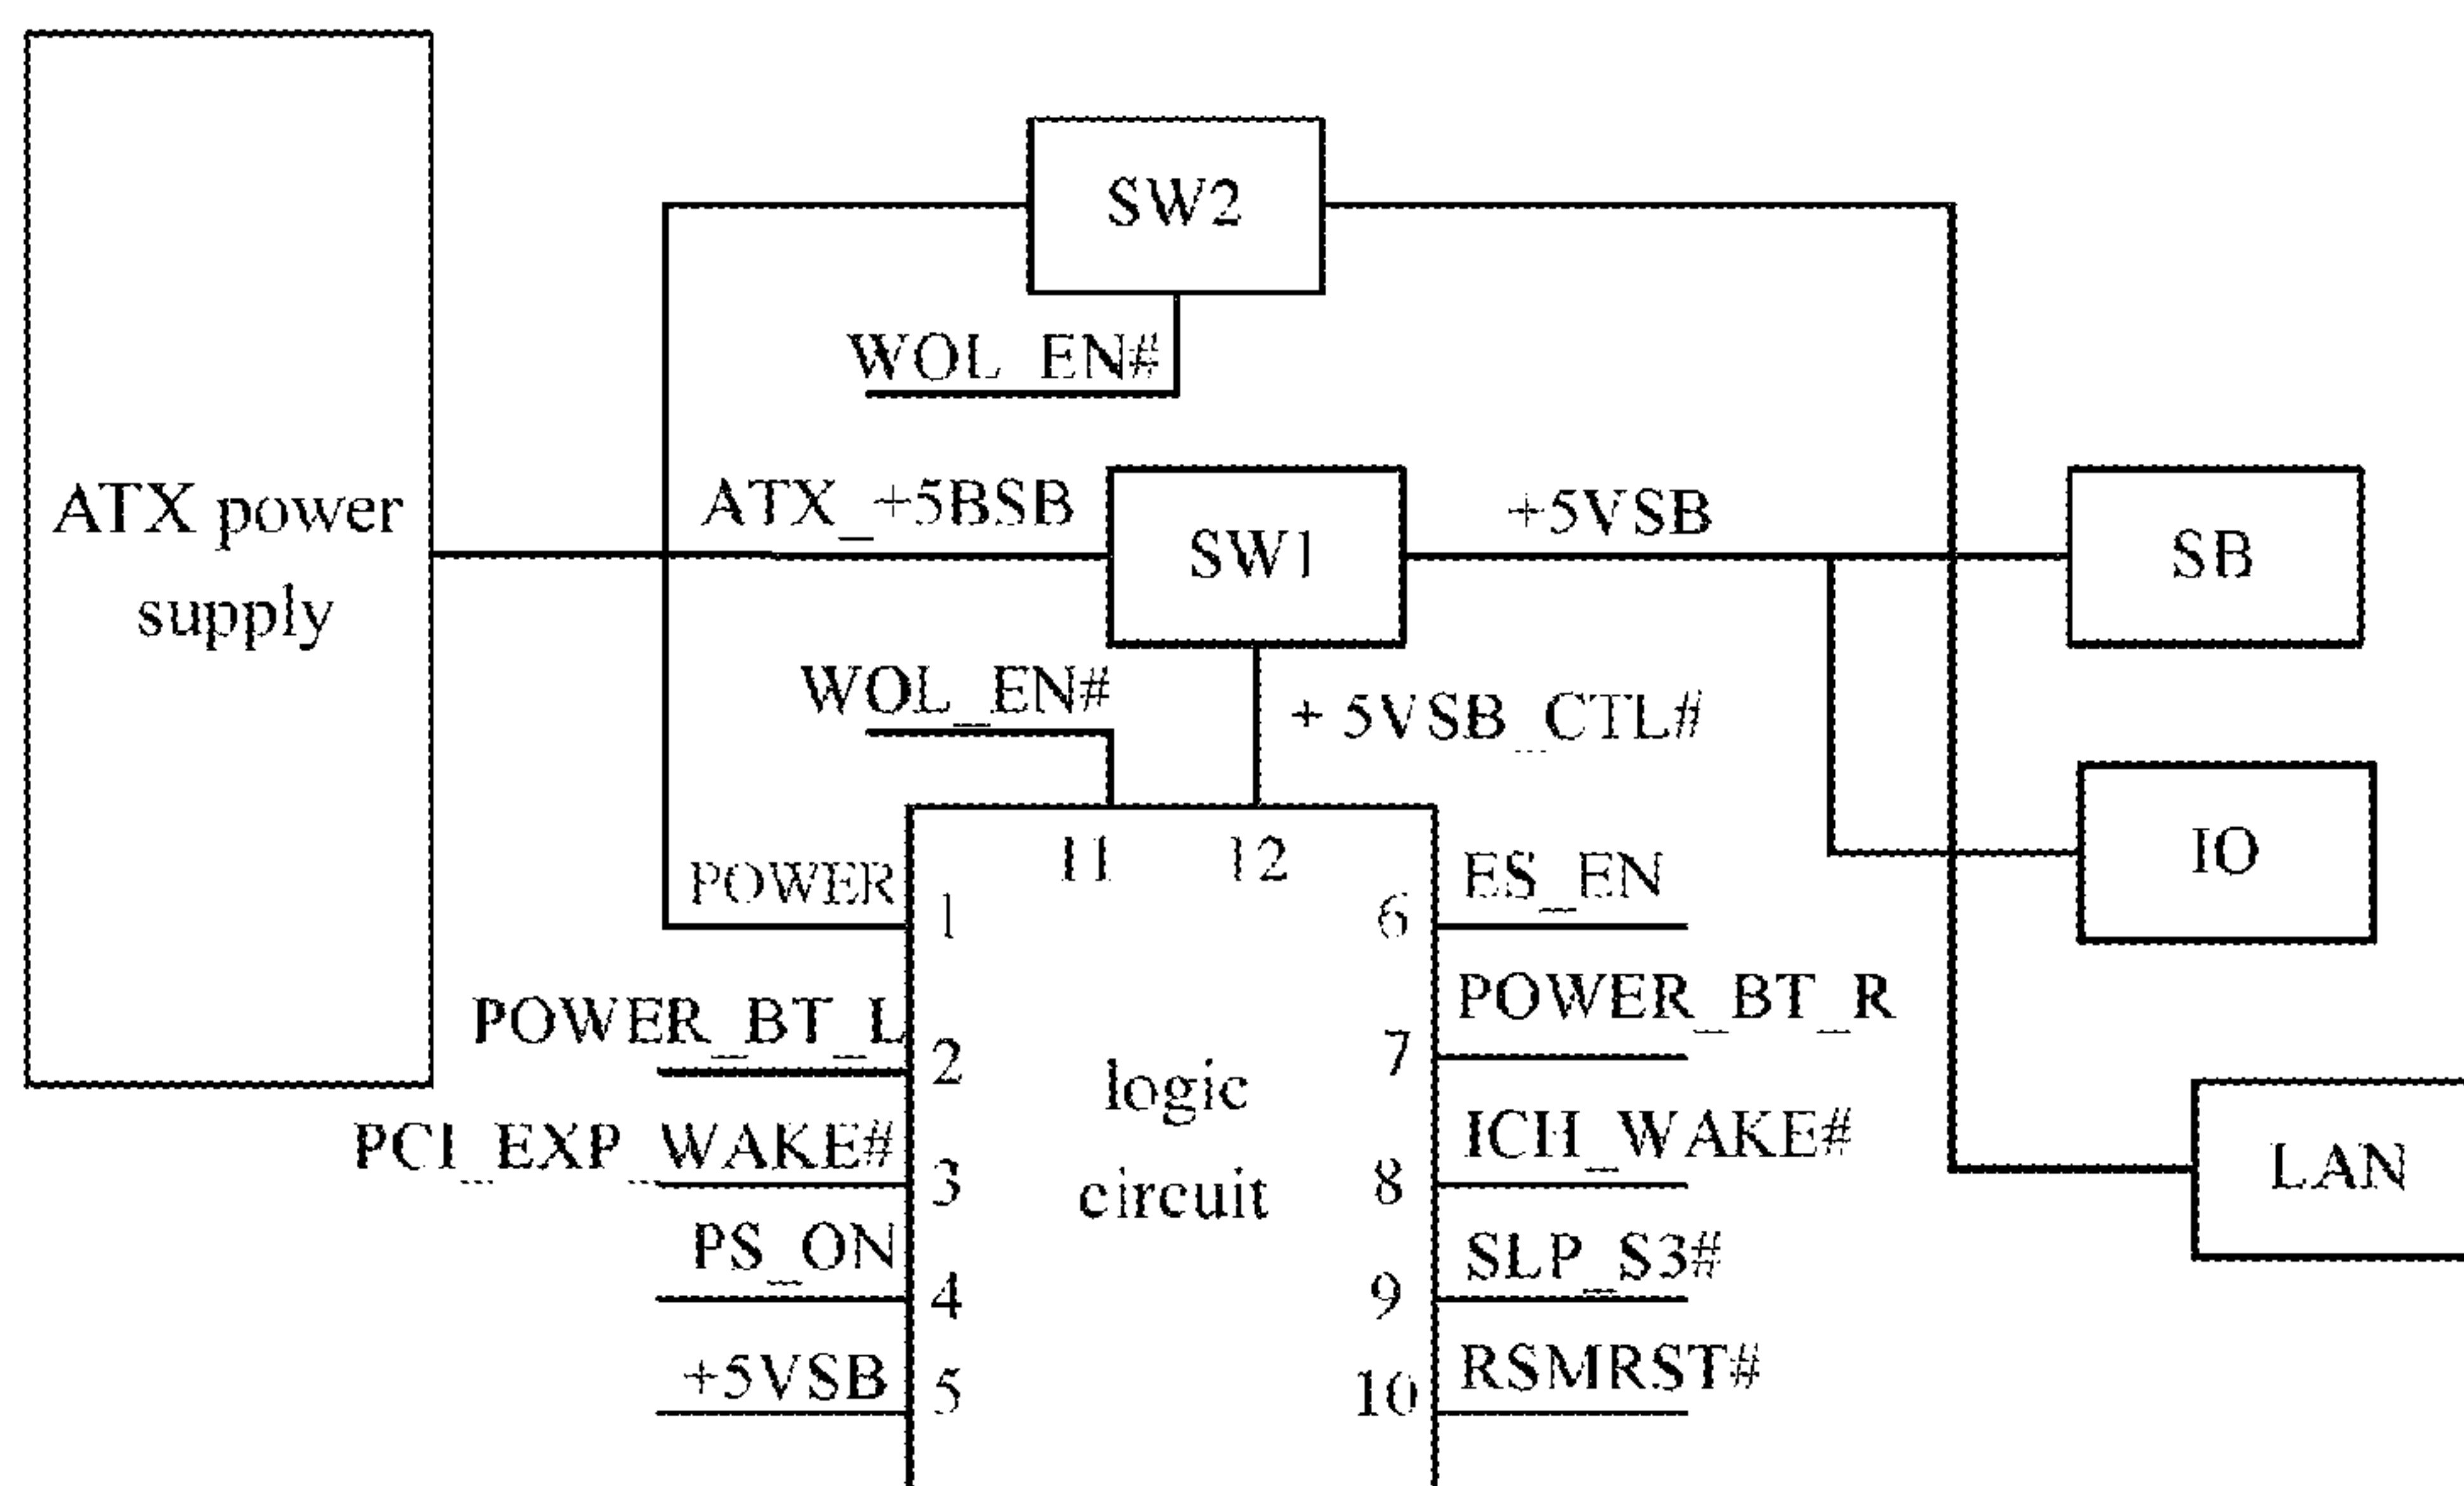 SW2
WOL_EN#
ATX power
supply
ATX_+5BSB
SW1
+5VSB
SB
WOL_EN#
+ 5VSB_CTL#
11
12
IO
POWER
1
6
ES_EN
POWER_BT_L
2
7
POWER_BT_R
logic
circuit
LAN
PCI_EXP_WAKE#
3
8
ICH_WAKE#
PS_ON
4
9
SLP_S3#
+5VSB
5
10
RSMRST#